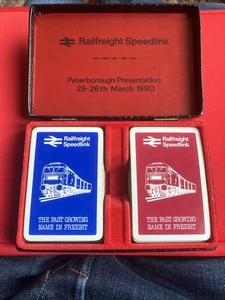 Railfreight Speedlink
Peterborough Presentation
25-26th March 1980
Railfreight
Speedlink
THE FAST GROWING
NAME IN FREIGHT
Railfreight
Speedlink
THE FAST GROWING
NAME IN FREIGHT